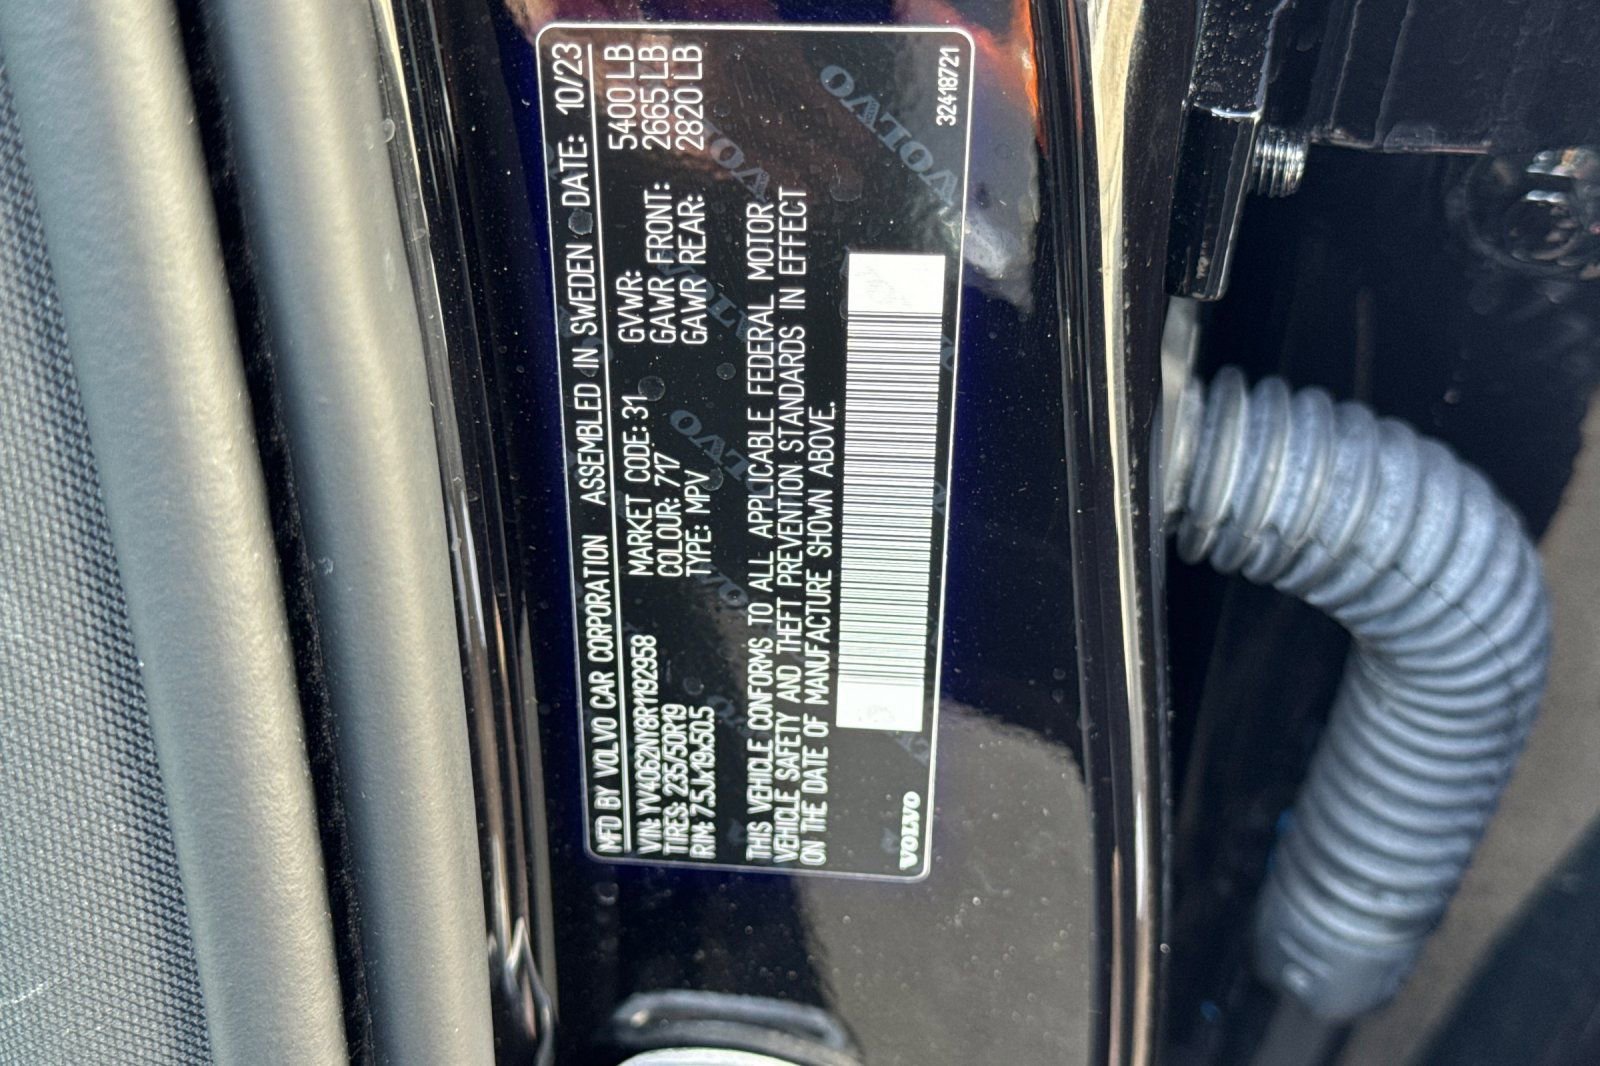 MFD BY VOLVO CAR CORPORATION ASSEMBLED IN SWEDEN DATE: 10/23
VIN: YV4062NY8R1192958 MARKET CODE: 31 GVWR: 5400 LB
TIRES: 235/50R19 COLOUR: 717 GAWR FRONT: 2665 LB
RIM: 7.5Jx19x50.5 TYPE: MPV GAWR REAR: 2820 LB
THIS VEHICLE CONFORMS TO ALL APPLICABLE FEDERAL MOTOR
VEHICLE SAFETY AND THEFT PREVENTION STANDARDS IN EFFECT
ON THE DATE OF MANUFACTURE SHOWN ABOVE.
VOLVO
32418721